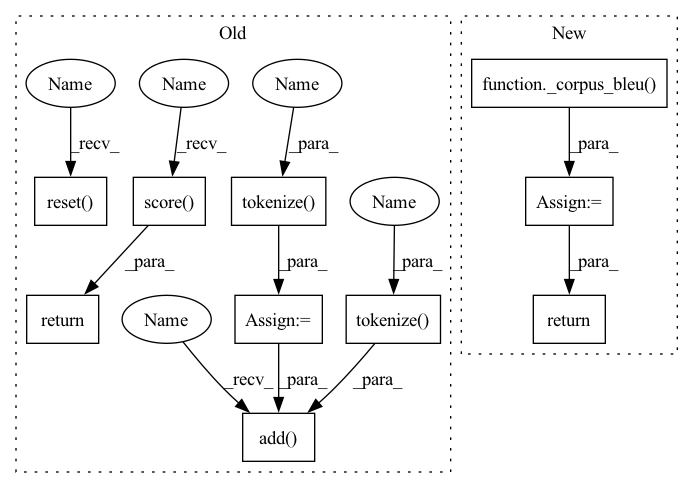 Old
New
Name
Name
Name
function._corpus_bleu()
_recv_
_recv_
_para_
_para_
reset()
score()
tokenize()
Name
Assign:=
_para_
_para_
_para_
_para_
return
Name
Assign:=
tokenize()
return
_recv_
_para_
_para_
add()